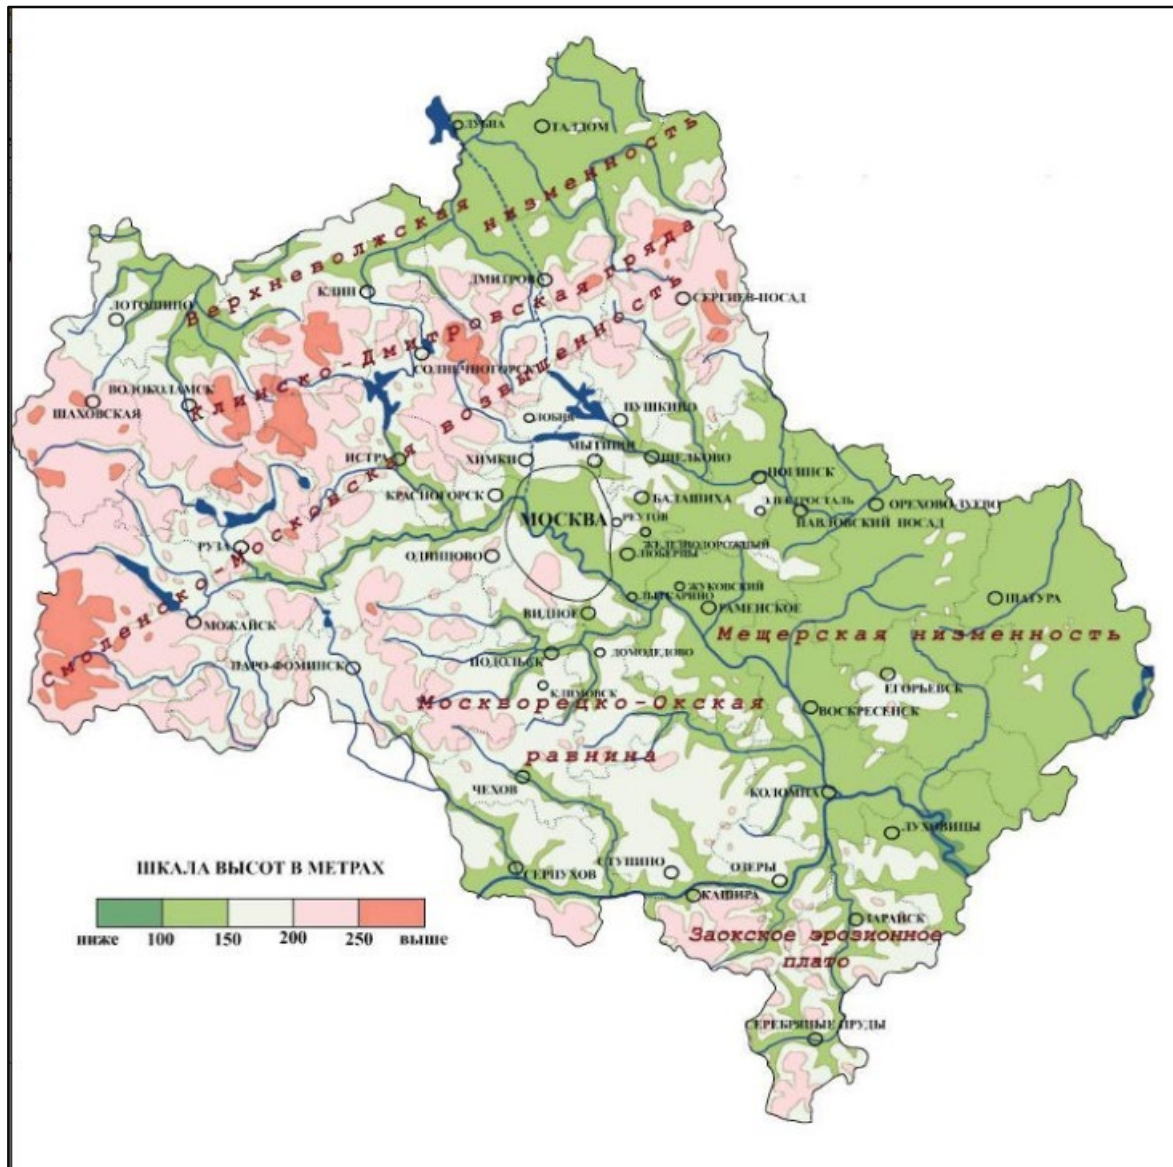 ДУБНА
ТАЛДОМ
Верхневолжская низменность
ДМИТРОВ
КЛИН
СЕРГИЕВ-ПОСАД
ЛОТОШИНО
Клинско-Дмитровская гряда
СОЛНЕЧНОГОРСК
ВОЛОКОЛАМСК
ШАХОВСКАЯ
ЛОБНЯ
ПУШКИНО
Смоленско-Московская возвышенность
МЫТИЩИ
ИСТРА
ХИМКИ
ЩЕЛКОВО
НОГИНСК
КРАСНОГОРСК
БАЛАШИХА
ЭЛЕКТРОСТАЛЬ
ОРЕХОВО-ЗУЕВО
МОСКВА
РЕУТОВ
ПАВЛОВСКИЙ ПОСАД
ЖЕЛЕЗНОДОРОЖНЫЙ
РУЗА
ОДИНЦОВО
ЛЮБЕРЦЫ
ЖУКОВСКИЙ
ЛЫТКАРИНО
ШАТУРА
МОЖАЙСК
ВИДНОЕ
РАМЕНСКОЕ
Мещерская низменность
НАРО-ФОМИНСК
ПОДОЛЬСК
ДОМОДЕДОВО
КЛИМОВСК
ЕГОРЬЕВСК
Москворецко-Окская
равнина
ВОСКРЕСЕНСК
ЧЕХОВ
КОЛОМНА
ЛУХОВИЦЫ
СЕРПУХОВ
СТУПИНО
ОЗЕРЫ
КАШИРА
ЗАРАЙСК
Заокское эрозионное
плато
СЕРЕБРЯНЫЕ ПРУДЫ
ШКАЛА ВЫСОТ В МЕТРАХ
ниже 100 150 200 250 выше